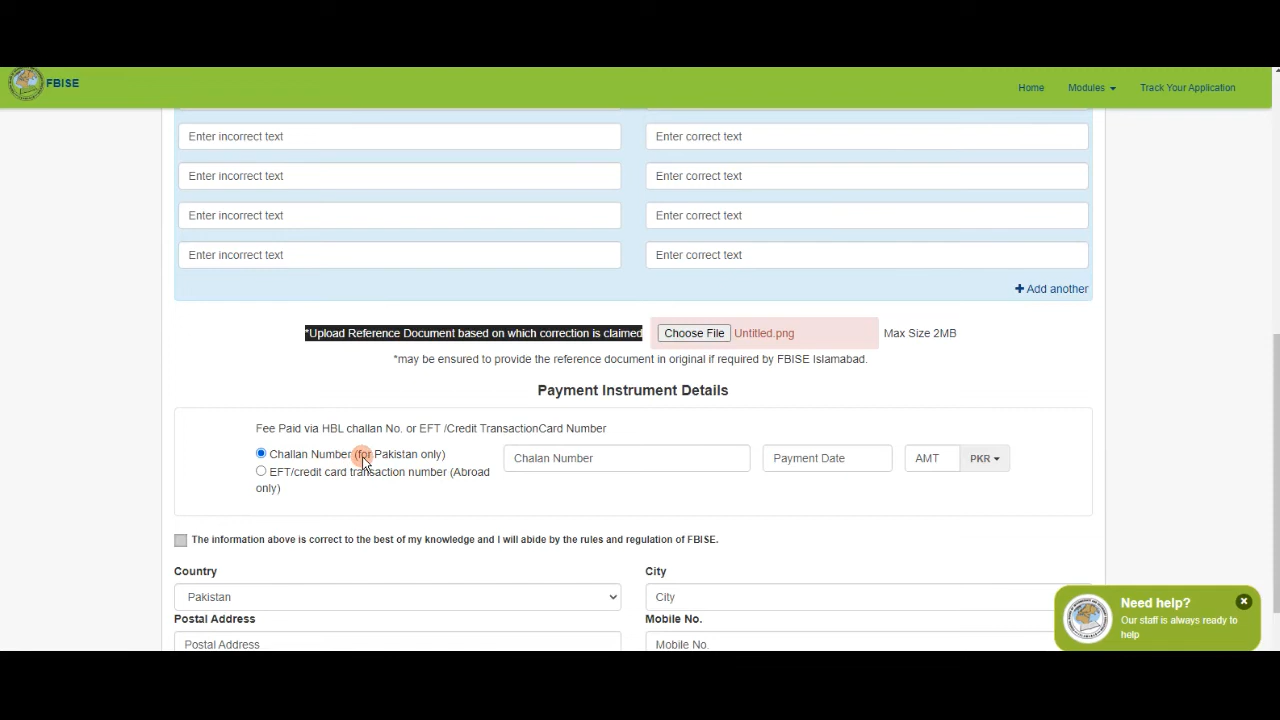 FBISE
Home Modules Track Your Application
Enter incorrect text Enter correct text
Enter incorrect text Enter correct text
Enter incorrect text Enter correct text
Enter incorrect text Enter correct text
+ Add another
*Upload Reference Document based on which correction is claimed Choose File Untitled.png Max Size 2MB
*may be ensured to provide the reference document in original if required by FBISE Islamabad.
Payment Instrument Details
Fee Paid via HBL challan No. or EFT /Credit TransactionCard Number
Challan Number (for Pakistan only) Chalan Number Payment Date AMT PKR
EFT/credit card transaction number (Abroad
only)
The information above is correct to the best of my knowledge and I will abide by the rules and regulation of FBISE.
Country City
Pakistan City
Postal Address Mobile No.
Postal Address Mobile No.
Need help?
Our staff is always ready to
help